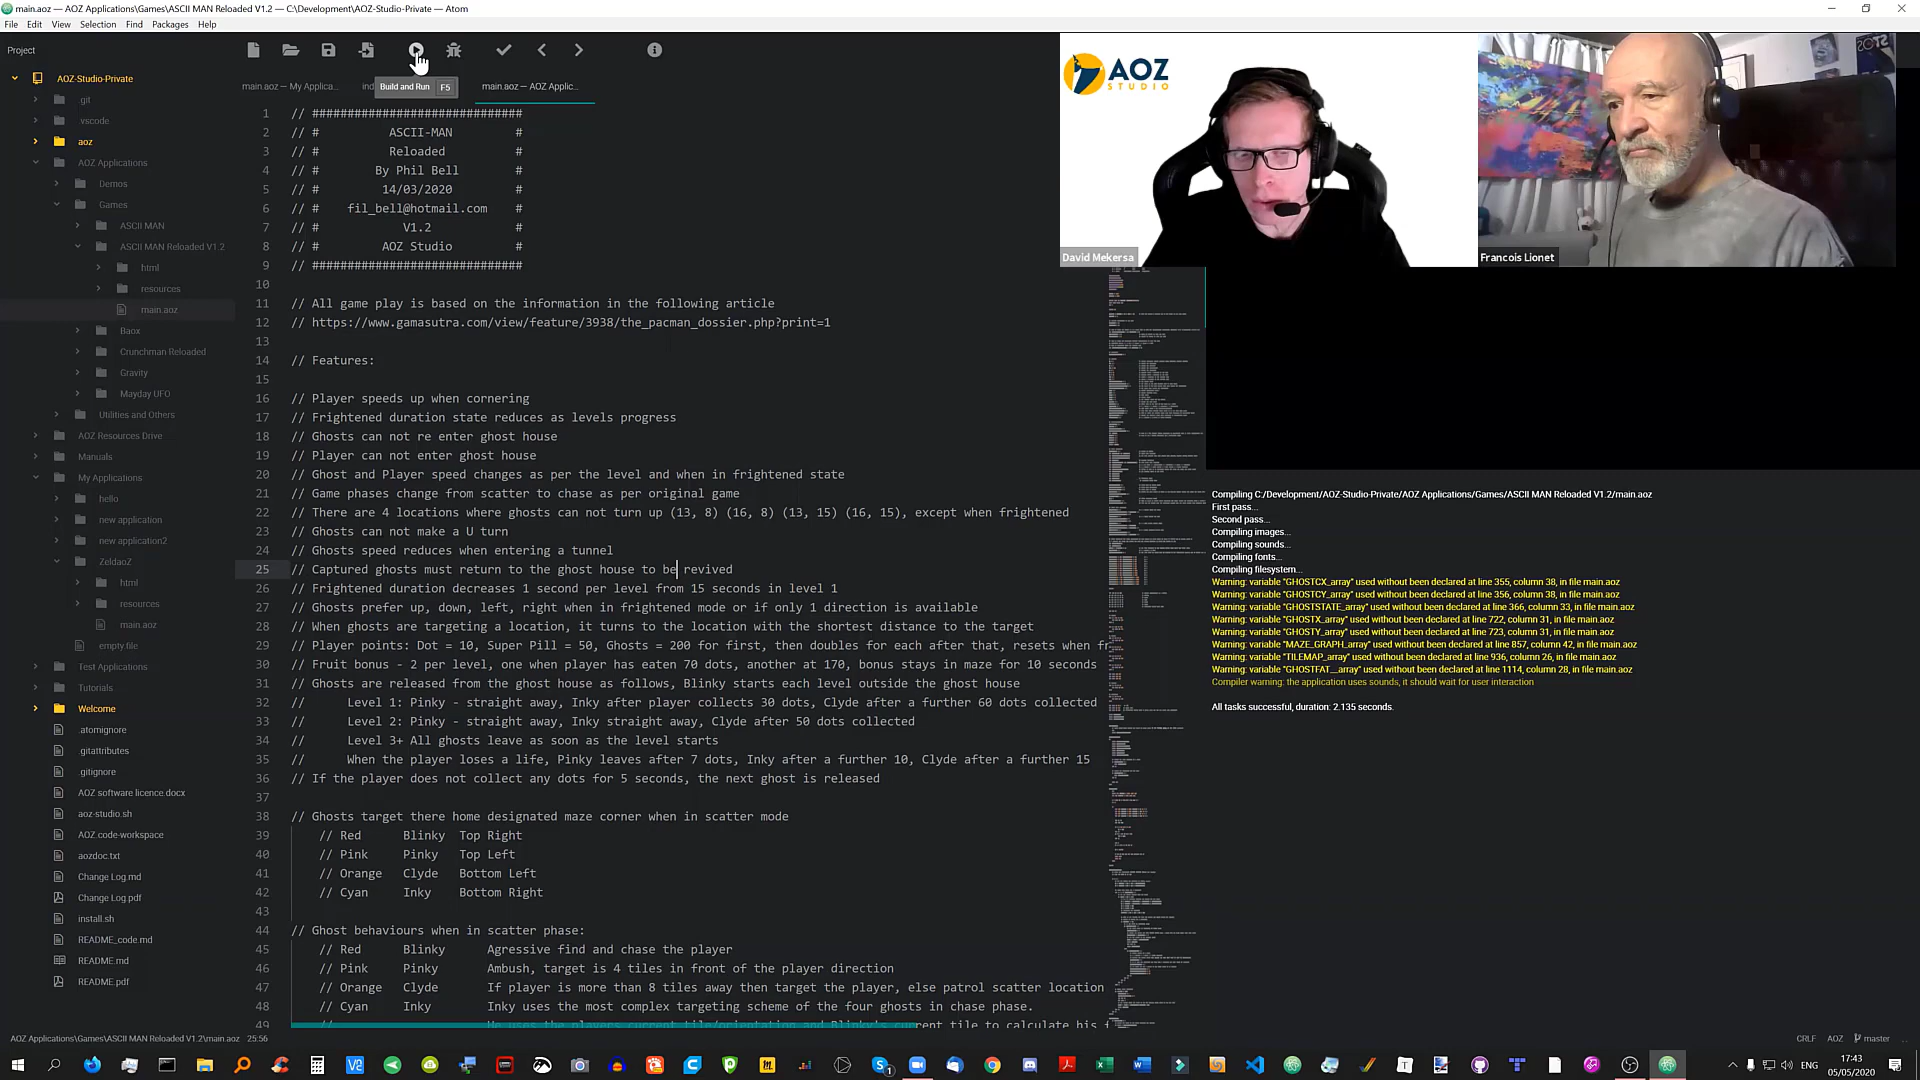 main.aoz — AOZ Applications\Games\ASCII MAN Reloaded V1.2 — C:\Development\AOZ-Studio-Private — Atom
File Edit View Selection Find Packages Help
Project
main.aoz — My Applica...
ind
main.aoz — AOZ Applic...
Build and Run F5
AOZ-Studio-Private
.git
.vscode
aoz
AOZ Applications
Demos
Games
ASCII MAN
ASCII MAN Reloaded V1.2
html
resources
main.aoz
Baox
Crunchman Reloaded
Gravity
Mayday UFO
Utilities and Others
AOZ Resources Drive
Manuals
My Applications
hello
new application
new application2
ZeldaoZ
html
resources
main.aoz
empty file
Test Applications
Tutorials
Welcome
.atomignore
.gitattributes
.gitignore
AOZ software licence.docx
aoz-studio.sh
AOZ.code-workspace
aozdoc.txt
Change Log.md
Change Log.pdf
install.sh
README_code.md
README.md
README.pdf
1 // ##############################
2 // # ASCII-MAN #
3 // # Reloaded #
4 // # By Phil Bell #
5 // # 14/03/2020 #
6 // # fil_bell@hotmail.com #
7 // # V1.2 #
8 // # AOZ Studio #
9 // ##############################
10
11 // All game play is based on the information in the following article
12 // https://www.gamasutra.com/view/feature/3938/the_pacman_dossier.php?print=1
13
14 // Features:
15
16 // Player speeds up when cornering
17 // Frightened duration state reduces as levels progress
18 // Ghosts can not re enter ghost house
19 // Player can not enter ghost house
20 // Ghost and Player speed changes as per the level and when in frightened state
21 // Game phases change from scatter to chase as per original game
22 // There are 4 locations where ghosts can not turn up (13, 8) (16, 8) (13, 15) (16, 15), except when frightened
23 // Ghosts can not make a U turn
24 // Ghosts speed reduces when entering a tunnel
25 // Captured ghosts must return to the ghost house to be revived
26 // Frightened duration decreases 1 second per level from 15 seconds in level 1
27 // Ghosts prefer up, down, left, right when in frightened mode or if only 1 direction is available
28 // When ghosts are targeting a location, it turns to the location with the shortest distance to the target
29 // Player points: Dot = 10, Super Pill = 50, Ghosts = 200 for first, then doubles for each after that, resets when f
30 // Fruit bonus - 2 per level, one when player has eaten 70 dots, another at 170, bonus stays in maze for 10 seconds
31 // Ghosts are released from the ghost house as follows, Blinky starts each level outside the ghost house
32 // Level 1: Pinky - straight away, Inky after player collects 30 dots, Clyde after a further 60 dots collected
33 // Level 2: Pinky - straight away, Inky straight away, Clyde after 50 dots collected
34 // Level 3+ All ghosts leave as soon as the level starts
35 // When the player loses a life, Pinky leaves after 7 dots, Inky after a further 10, Clyde after a further 15
36 // If the player does not collect any dots for 5 seconds, the next ghost is released
37
38 // Ghosts target there home designated maze corner when in scatter mode
39 // Red Blinky Top Right
40 // Pink Pinky Top Left
41 // Orange Clyde Bottom Left
42 // Cyan Inky Bottom Right
43
44 // Ghost behaviours when in scatter phase:
45 // Red Blinky Agressive find and chase the player
46 // Pink Pinky Ambush, target is 4 tiles in front of the player direction
47 // Orange Clyde If player is more than 8 tiles away then target the player, else patrol scatter location
48 // Cyan Inky Inky uses the most complex targeting scheme of the four ghosts in chase phase.
49 // He uses the players current tile/orientating and Blinky's current tile to calculate his
AOZ
STUDIO
David Mekersa
Francois Lionet
Compiling C:/Development/AOZ-Studio-Private/AOZ Applications/Games/ASCII MAN Reloaded V1.2/main.aoz
First pass...
Second pass...
Compiling images...
Compiling sounds...
Compiling fonts...
Compiling filesystem...
Warning: variable "GHOSTCX_array" used without been declared at line 355, column 38, in file main.aoz
Warning: variable "GHOSTCY_array" used without been declared at line 356, column 38, in file main.aoz
Warning: variable "GHOSTSTATE_array" used without been declared at line 366, column 33, in file main.aoz
Warning: variable "GHOSTX_array" used without been declared at line 722, column 31, in file main.aoz
Warning: variable "GHOSTY_array" used without been declared at line 723, column 31, in file main.aoz
Warning: variable "MAZE_GRAPH_array" used without been declared at line 857, column 42, in file main.aoz
Warning: variable "TILEMAP_array" used without been declared at line 936, column 26, in file main.aoz
Warning: variable "GHOSTFAT__array" used without been declared at line 1114, column 28, in file main.aoz
Compiler warning: the application uses sounds, it should wait for user interaction
All tasks successful, duration: 2.135 seconds.
AOZ Applications\Games\ASCII MAN Reloaded V1.2\main.aoz 25:56
CRLF AOZ master
ENG
17:43
05/05/2020